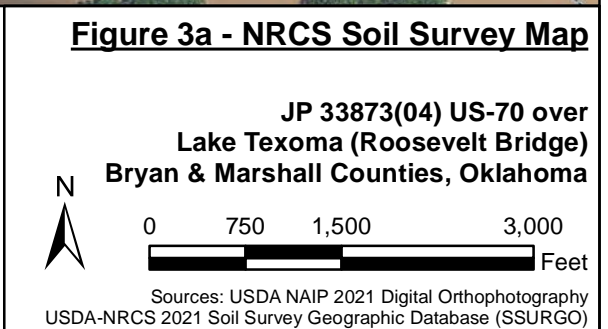 Figure 3a - NRCS Soil Survey Map
JP 33873(04) US-70 over
Lake Texoma (Roosevelt Bridge)
Bryan & Marshall Counties, Oklahoma
N
0 750 1,500 3,000
Feet
Sources: USDA NAIP 2021 Digital Orthophotography
USDA-NRCS 2021 Soil Survey Geographic Database (SSURGO)